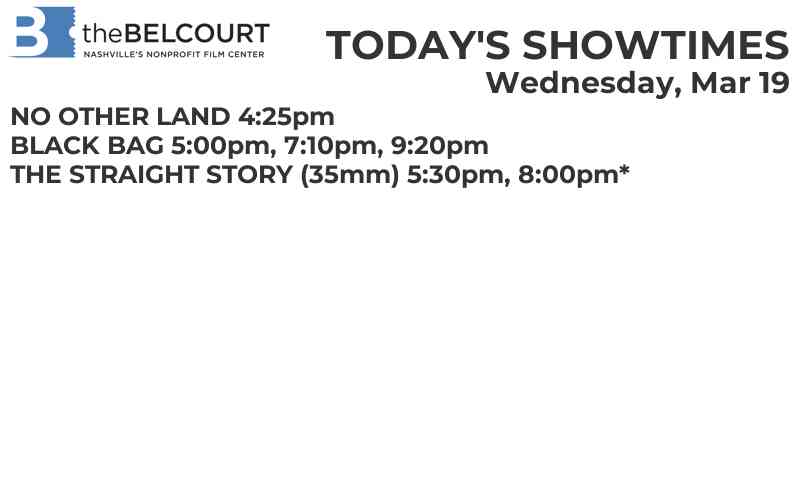 B theBELCOURT
NASHVILLE'S NONPROFIT FILM CENTER
TODAY'S SHOWTIMES
Wednesday, Mar 19
NO OTHER LAND 4:25pm
BLACK BAG 5:00pm, 7:10pm, 9:20pm
THE STRAIGHT STORY (35mm) 5:30pm, 8:00pm*